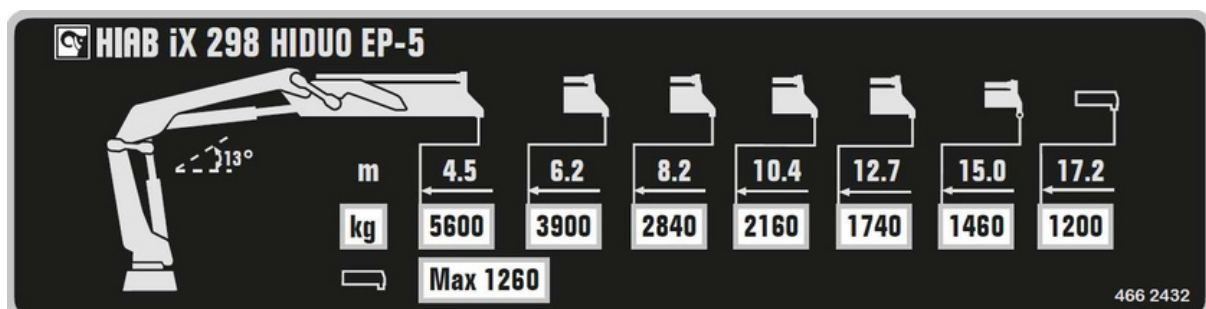 HIAB iX 298 HIDUO EP-5
13°
m 4.5 6.2 8.2 10.4 12.7 15.0 17.2
kg 5600 3900 2840 2160 1740 1460 1200
Max 1260
466 2432